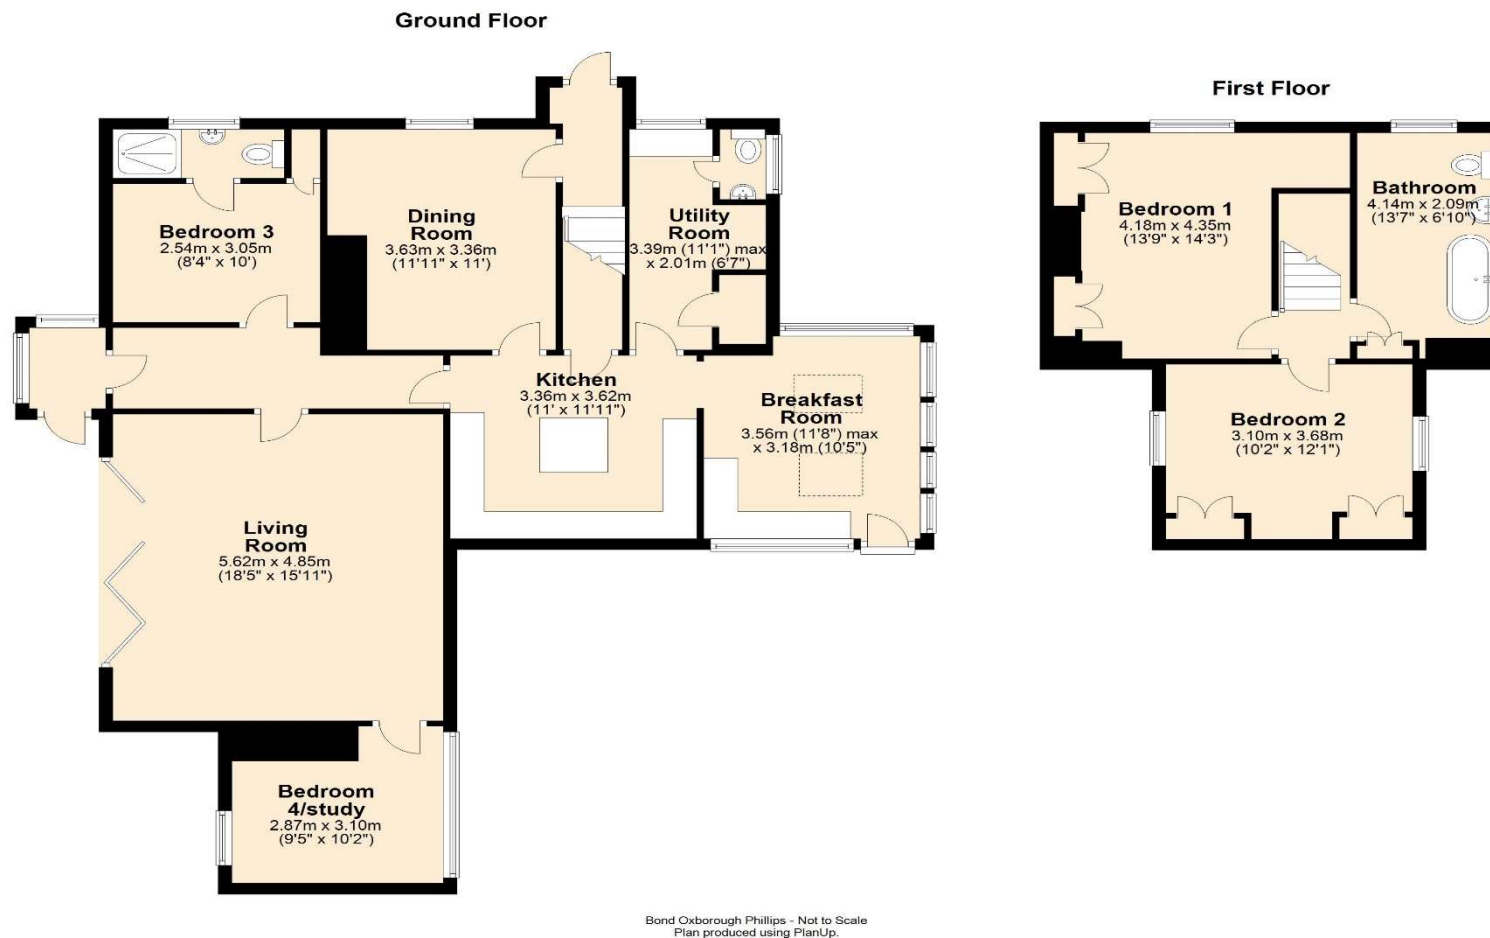 Ground Floor
First Floor
Bedroom 3
2.54m x 3.05m
(8'4" x 10')
Dining
Room
3.63m x 3.36m
(11'11" x 11')
Utility
Room
3.39m (11'1") max
x 2.01m (6'7")
Kitchen
3.36m x 3.62m
(11' x 11'11")
Breakfast
Room
3.56m (11'8") max
x 3.18m (10'5")
Living
Room
5.62m x 4.85m
(18'5" x 15'11")
Bedroom
4/study
2.87m x 3.10m
(9'5" x 10'2")
Bedroom 1
4.18m x 4.35m
(13'9" x 14'3")
Bathroom
4.14m x 2.09m
(13'7" x 6'10")
Bedroom 2
3.10m x 3.68m
(10'2" x 12'1")
Bond Oxborough Phillips - Not to Scale
Plan produced using PlanUp.